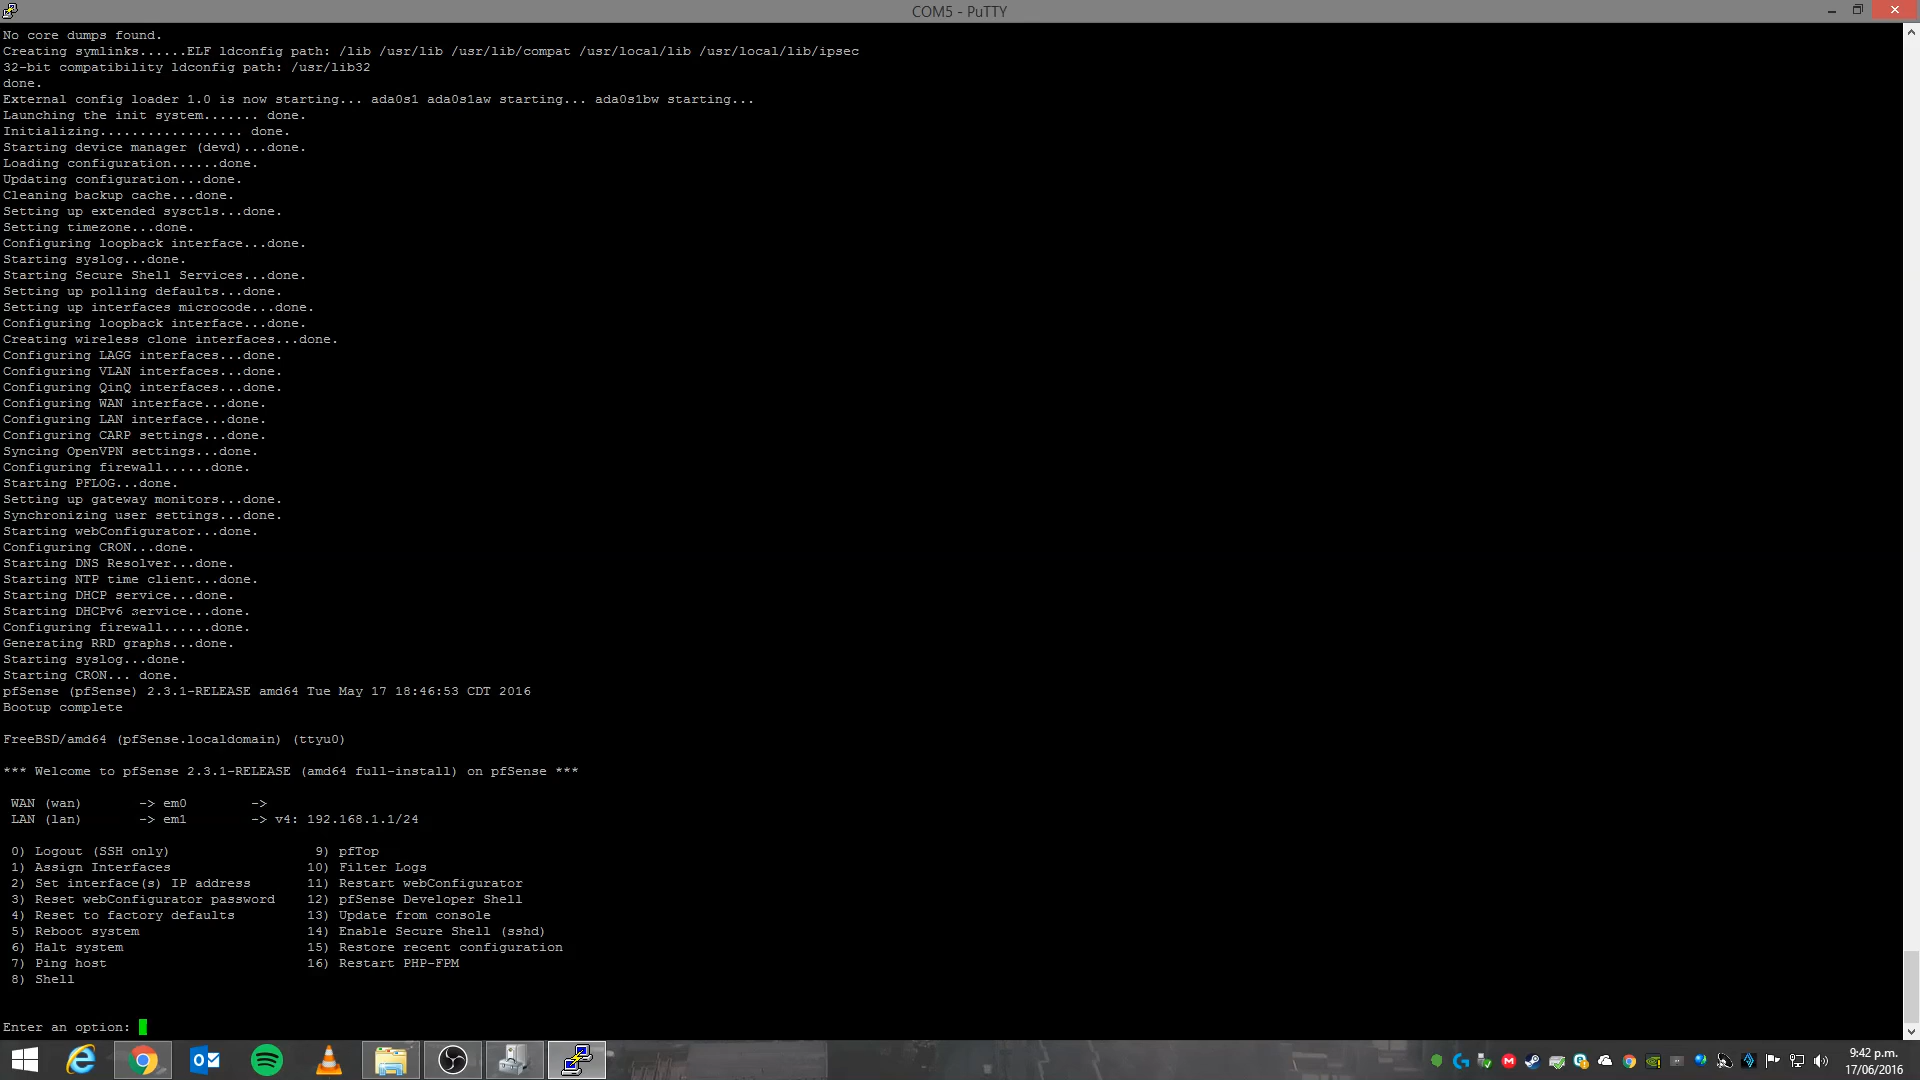 COM5 - PuTTY
No core dumps found.
Creating symlinks......ELF ldconfig path: /lib /usr/lib /usr/lib/compat /usr/local/lib /usr/local/lib/ipsec
32-bit compatibility ldconfig path: /usr/lib32
done.
External config loader 1.0 is now starting... ada0s1 ada0s1aw starting... ada0s1bw starting...
Launching the init system....... done.
Initializing.................. done.
Starting device manager (devd)...done.
Loading configuration......done.
Updating configuration...done.
Cleaning backup cache...done.
Setting up extended sysctls...done.
Setting timezone...done.
Configuring loopback interface...done.
Starting syslog...done.
Starting Secure Shell Services...done.
Setting up polling defaults...done.
Setting up interfaces microcode...done.
Configuring loopback interface...done.
Creating wireless clone interfaces...done.
Configuring LAGG interfaces...done.
Configuring VLAN interfaces...done.
Configuring QinQ interfaces...done.
Configuring WAN interface...done.
Configuring LAN interface...done.
Configuring CARP settings...done.
Syncing OpenVPN settings...done.
Configuring firewall......done.
Starting PFLOG...done.
Setting up gateway monitors...done.
Synchronizing user settings...done.
Starting webConfigurator...done.
Configuring CRON...done.
Starting DNS Resolver...done.
Starting NTP time client...done.
Starting DHCP service...done.
Starting DHCPv6 service...done.
Configuring firewall......done.
Generating RRD graphs...done.
Starting syslog...done.
Starting CRON... done.
pfSense (pfSense) 2.3.1-RELEASE amd64 Tue May 17 18:46:53 CDT 2016
Bootup complete
FreeBSD/amd64 (pfSense.localdomain) (ttyu0)
*** Welcome to pfSense 2.3.1-RELEASE (amd64 full-install) on pfSense ***
WAN (wan) -> em0 ->
LAN (lan) -> em1 -> v4: 192.168.1.1/24
0) Logout (SSH only) 9) pfTop
1) Assign Interfaces 10) Filter Logs
2) Set interface(s) IP address 11) Restart webConfigurator
3) Reset webConfigurator password 12) pfSense Developer Shell
4) Reset to factory defaults 13) Update from console
5) Reboot system 14) Enable Secure Shell (sshd)
6) Halt system 15) Restore recent configuration
7) Ping host 16) Restart PHP-FPM
8) Shell
Enter an option:
9:42 p.m.
17/06/2016